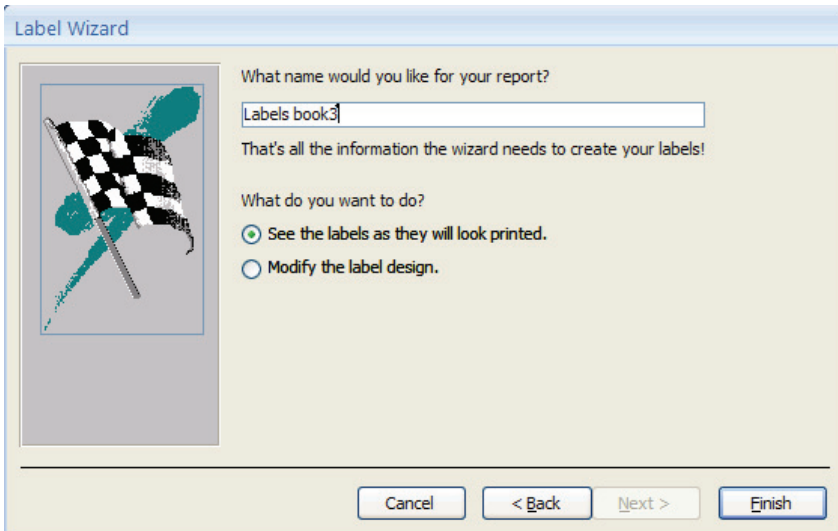 Label Wizard
What name would you like for your report?
Labels book3
That's all the information the wizard needs to create your labels!
What do you want to do?
See the labels as they will look printed.
Modify the label design.
Cancel
< Back
Next >
Finish